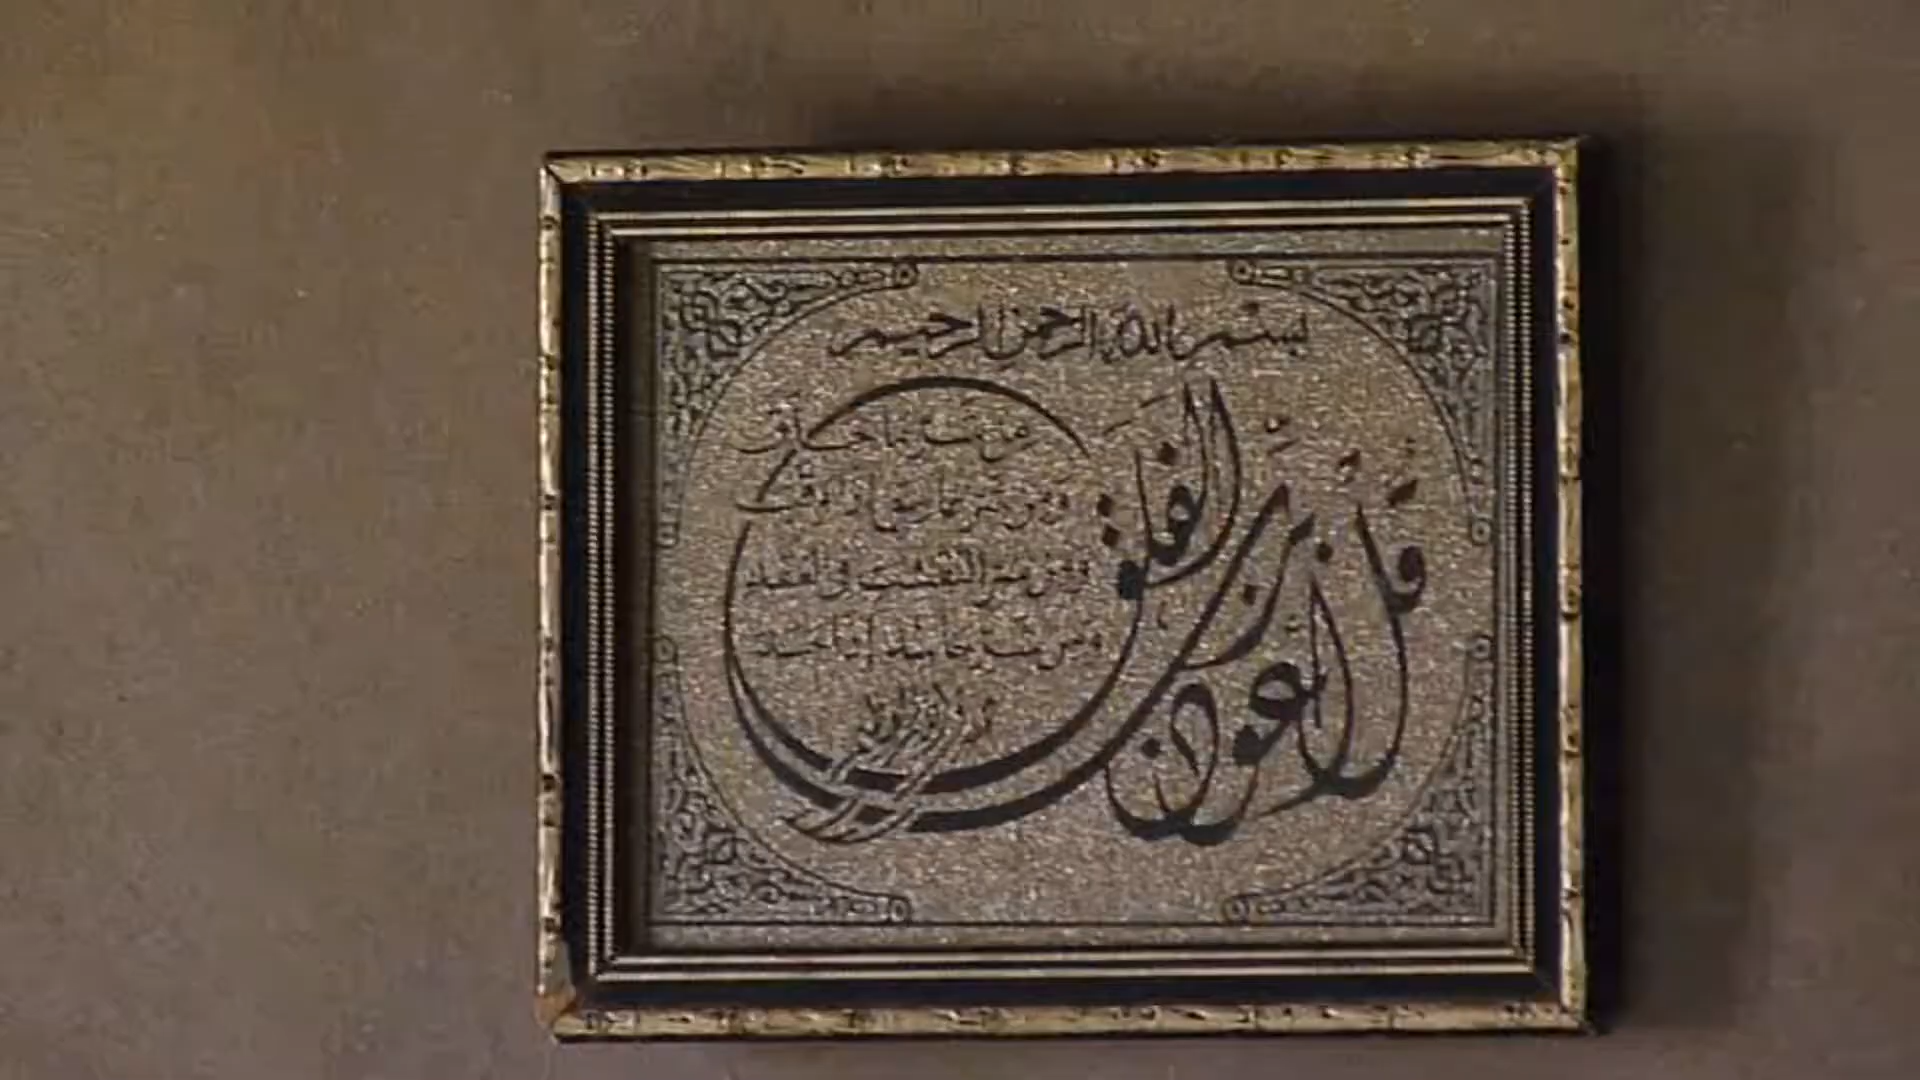 بسم الله الرحمن الرحيم
قل أعوذ برب الفلق
من شر ما خلق
ومن شر غاسق إذا وقب
ومن شر النفثت في العقد
ومن شر حاسد إذا حسد